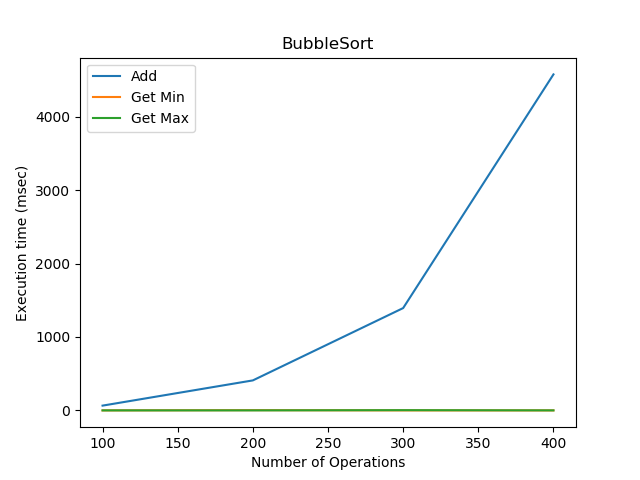 BubbleSort
Add
Get Min
Get Max
Execution time (msec)
4000
3000
2000
1000
0
100
150
200
250
300
350
400
Number of Operations